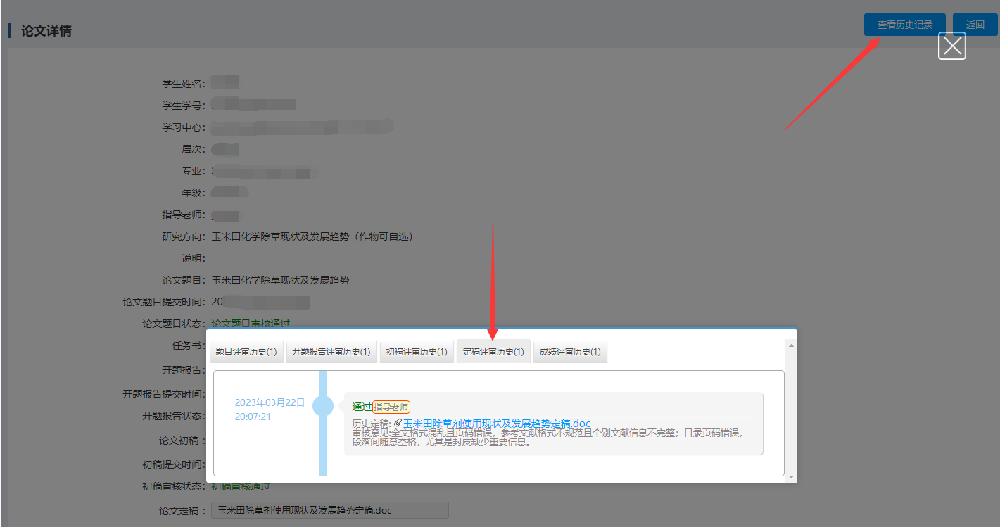 论文详情
查看历史记录
返回
学生姓名：
学生学号：
学习中心：
层次：
专业：
年级：
指导老师：
研究方向： 玉米田化学除草现状及发展趋势（作物可自选）
说明：
论文题目： 玉米田化学除草现状及发展趋势
论文题目提交时间： 20
论文题目状态： 论文题目审核通过
任务书：
开题报告：
开题报告提交时间：
开题报告状态：
论文初稿 ：
初稿提交时间：
初稿审核状态： 初稿审核通过
论文定稿 ： 玉米田除草剂使用现状及发展趋势定稿.doc
题目评审历史(1) 开题报告评审历史(1) 初稿评审历史(1) 定稿评审历史(1) 成绩评审历史(1)
2023年03月22日
20:07:21
通过 指导老师
历史定稿: 玉米田除草剂使用现状及发展趋势定稿.doc
审核意见:全文格式混乱且页码错误，参考文献格式不规范且个别文献信息不完整；目录页码错误，
段落间随意空格，尤其是封皮缺少重要信息。